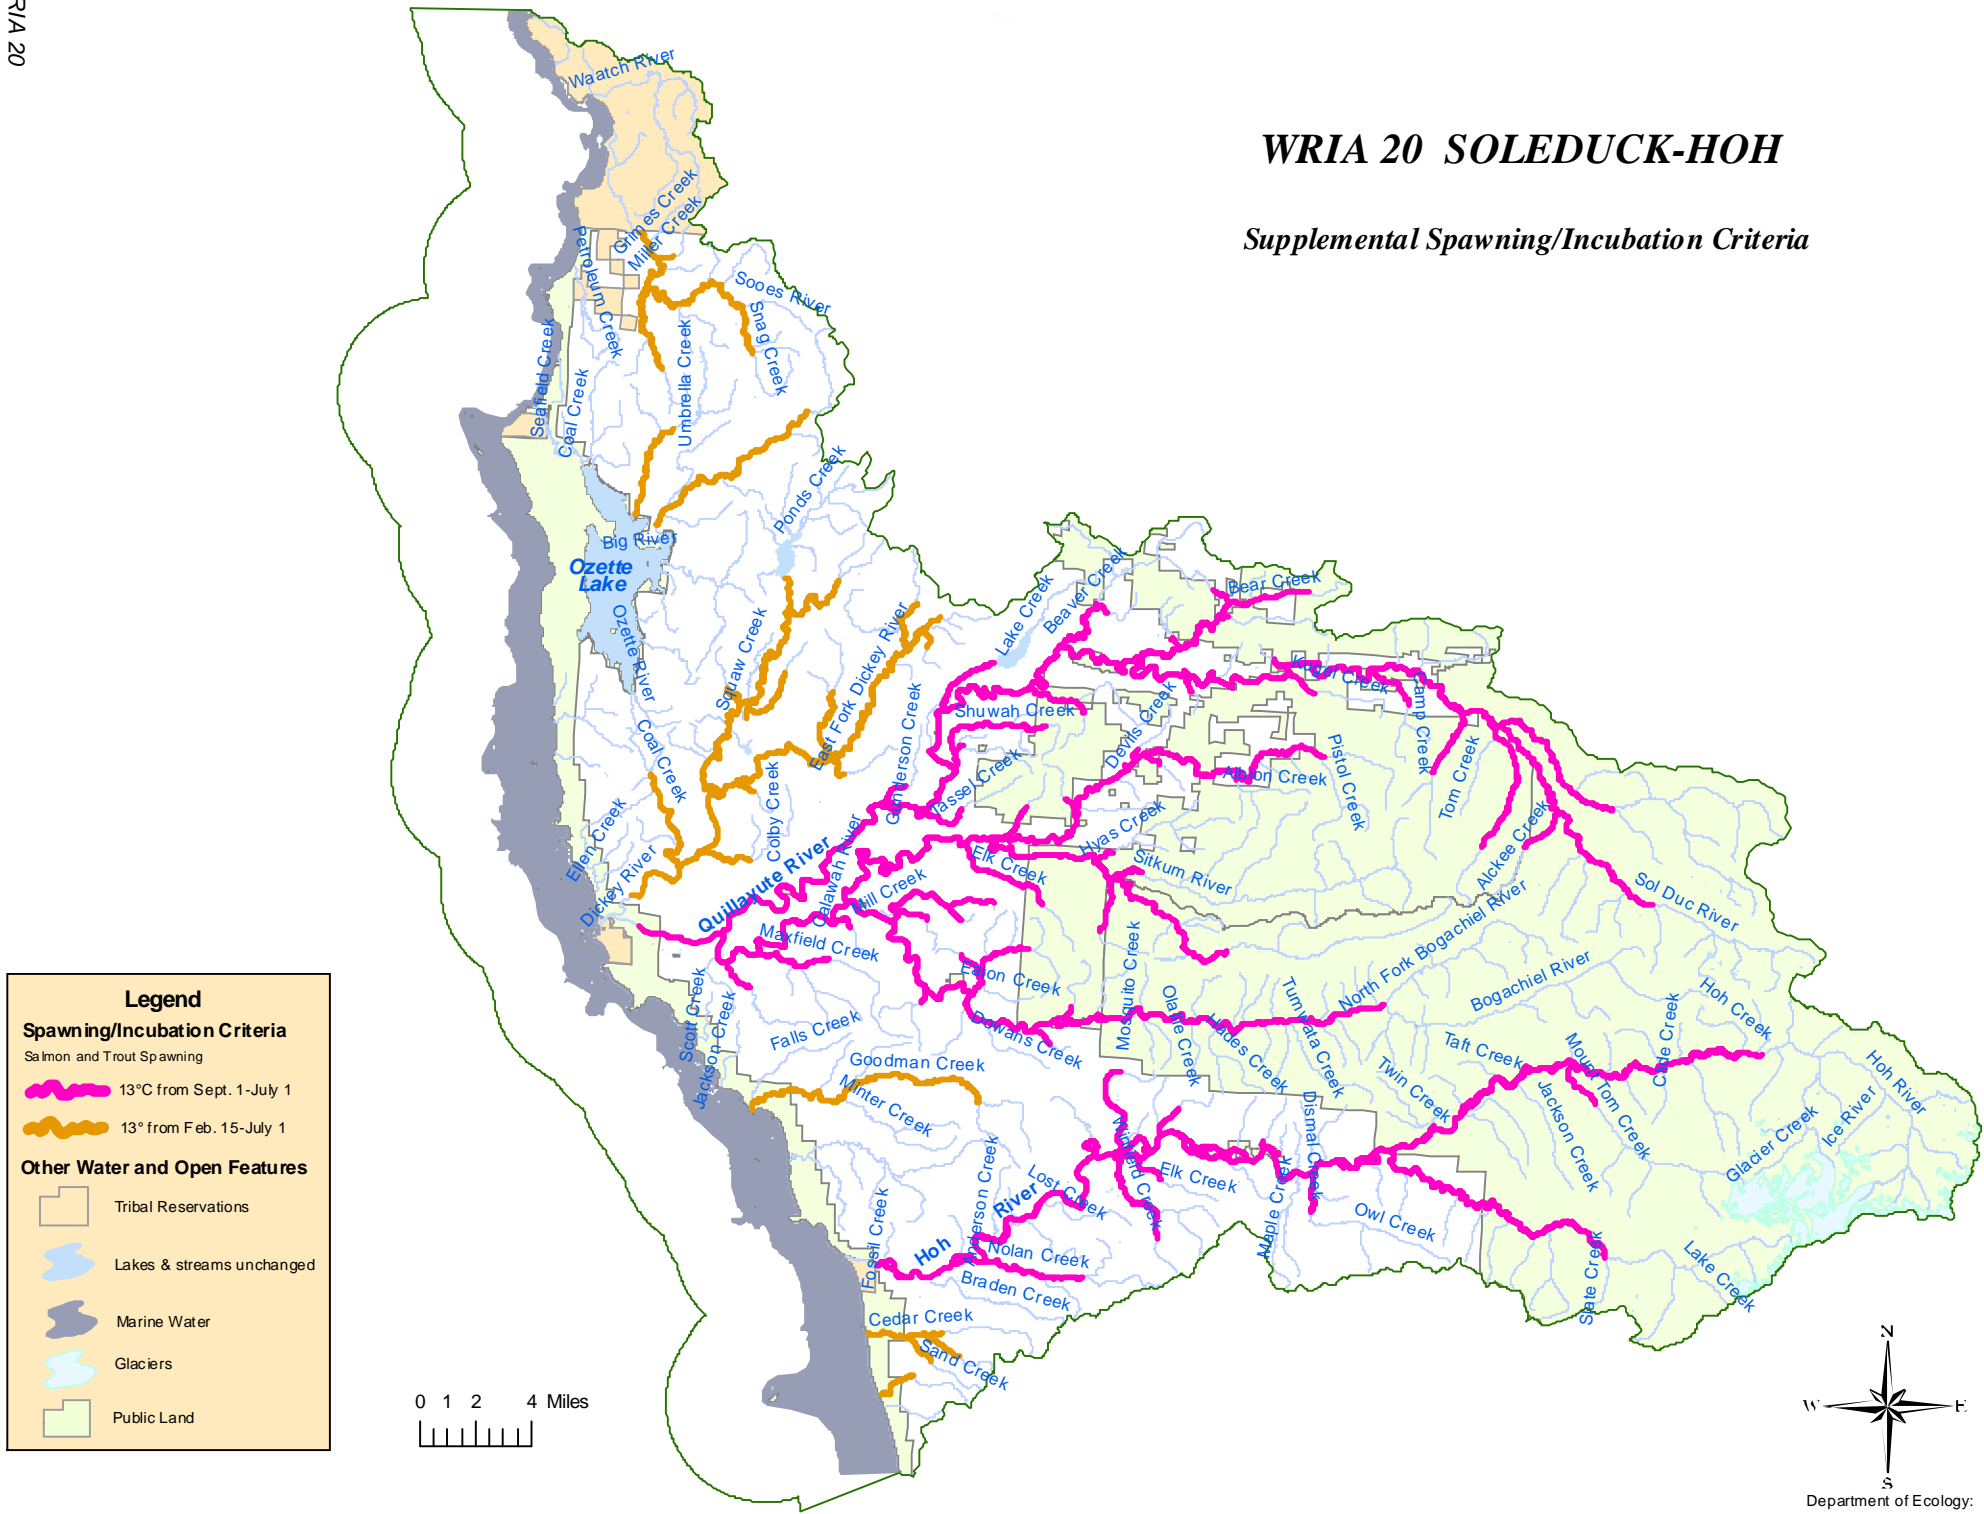 RIA 20
WRIA 20 SOLEDUCK-HOH
Supplemental Spawning/Incubation Criteria
Waatch River
Grimes Creek
Miller Creek
Petroleum Creek
Sooes River
Snag Creek
Seafield Creek
Umbrella Creek
Coal Creek
Ponds Creek
Big River
Ozette
Lake
Ozette River
Squaw Creek
East Fork Dickey River
Lake Creek
Beaver Creek
Bear Creek
Kugel Creek
Camp Creek
Gunderson Creek
Shuwah Creek
Devils Creek
Coal Creek
Tassel Creek
Albion Creek
Pistol Creek
Tom Creek
Colby Creek
Ellen Creek
Dickey River
Quillayute River
Calawah River
Hyas Creek
Elk Creek
Sitkum River
Alckee Creek
Sol Duc River
Mill Creek
Maxfield Creek
Eaton Creek
Mosquito Creek
North Fork Bogachiel River
Bogachiel River
Scott Creek
Jackson Creek
Falls Creek
Dowans Creek
Olallie Creek
Hades Creek
Tumwata Creek
Hoh Creek
Goodman Creek
Minter Creek
Twin Creek
Taft Creek
Mount Tom Creek
Jackson Creek
Hoh River
Ice River
Glacier Creek
Dismal Creek
Winfield Creek
Anderson Creek
Lost Creek
Elk Creek
Maple Creek
Owl Creek
Hoh River
Fossil Creek
Nolan Creek
Braden Creek
Slate Creek
Lake Creek
Cedar Creek
Sand Creek
Legend
Spawning/Incubation Criteria
Salmon and Trout Spawning
13°C from Sept. 1-July 1
13° from Feb. 15-July 1
Other Water and Open Features
Tribal Reservations
Lakes & streams unchanged
Marine Water
Glaciers
Public Land
0 1 2 4 Miles
N
W E
S
Department of Ecology: